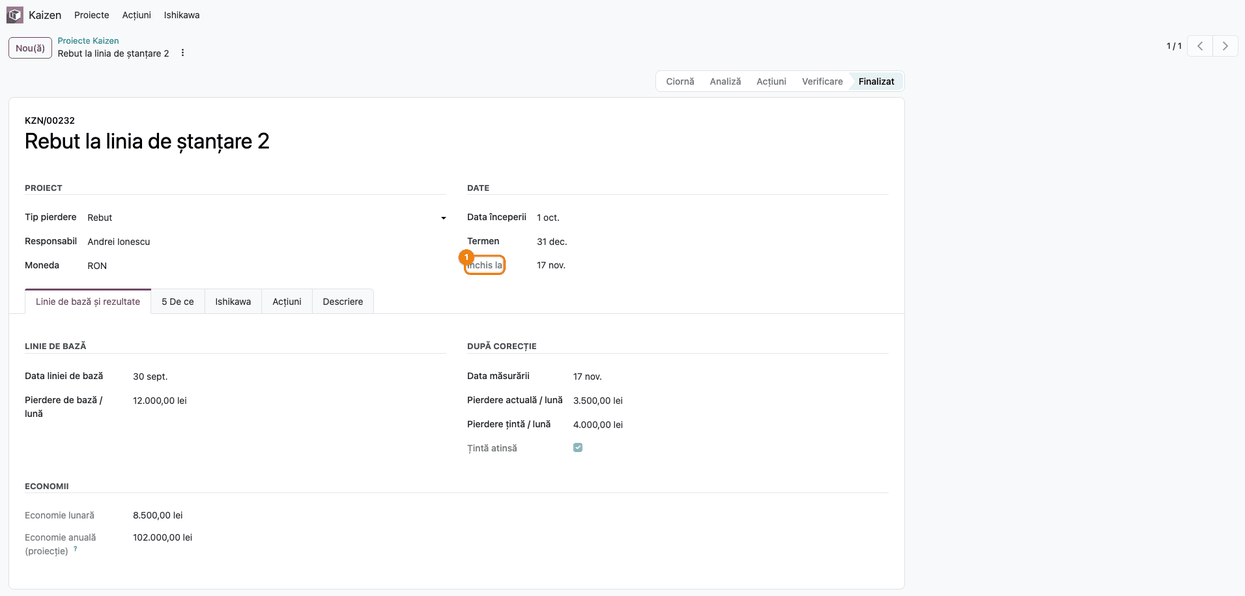 Kaizen Proiecte Acțiuni Ishikawa
Nou(ă)
Proiecte Kaizen
Rebut la linia de ștanțare 2
1 / 1
Ciornă Analiză Acțiuni Verificare Finalizat
KZN/00232
Rebut la linia de ștanțare 2
PROIECT
Tip pierdere Rebut
Responsabil Andrei Ionescu
Moneda RON
DATE
Data începerii 1 oct.
Termen 31 dec.
1
Închis la 17 nov.
Linie de bază și rezultate 5 De ce Ishikawa Acțiuni Descriere
LINIE DE BAZĂ
Data liniei de bază 30 sept.
Pierdere de bază / 12.000,00 lei
lună
DUPĂ CORECȚIE
Data măsurării 17 nov.
Pierdere actuală / lună 3.500,00 lei
Pierdere țintă / lună 4.000,00 lei
Țintă atinsă
ECONOMII
Economie lunară 8.500,00 lei
Economie anuală 102.000,00 lei
(proiecție) ?